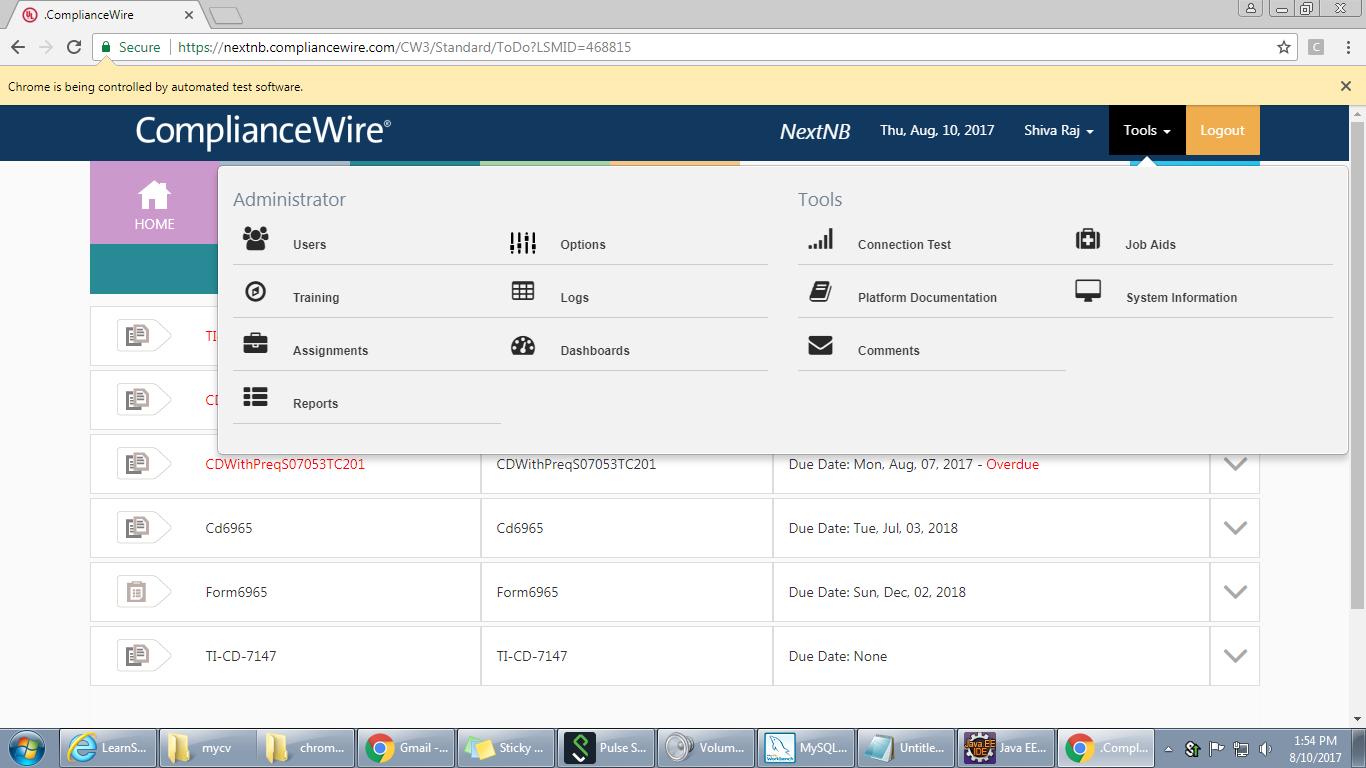 .ComplianceWire
Secure https://nextnb.compliancewire.com/CW3/Standard/ToDo?LSMID=468815
C
Chrome is being controlled by automated test software.
ComplianceWire®
NextNB
Thu, Aug, 10, 2017
Shiva Raj
Tools
Logout
HOME
Administrator
Users
Options
Training
Logs
Assignments
Dashboards
Reports
Tools
Connection Test
Job Aids
Platform Documentation
System Information
Comments
TI
CD
CDWithPreqS07053TC201 CDWithPreqS07053TC201 Due Date: Mon, Aug, 07, 2017 - Overdue
Cd6965 Cd6965 Due Date: Tue, Jul, 03, 2018
Form6965 Form6965 Due Date: Sun, Dec, 02, 2018
TI-CD-7147 TI-CD-7147 Due Date: None
LearnS... mycv chrom... Gmail -... Sticky ... Pulse S... Volum... MySQL... Untitle... Java EE... .Compl...
1:54 PM
8/10/2017